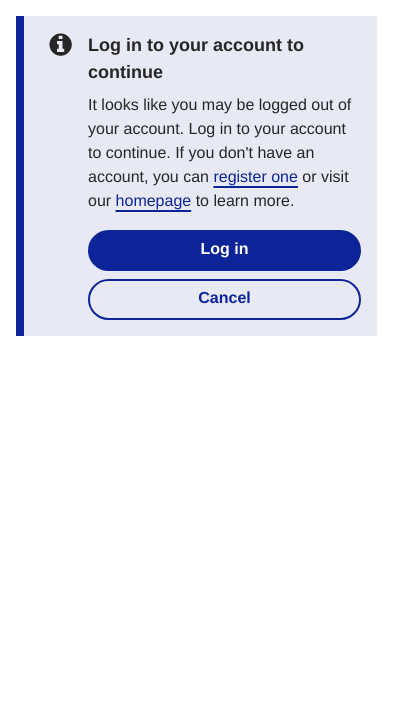 Log in to your account to
continue
It looks like you may be logged out of
your account. Log in to your account
to continue. If you don't have an
account, you can register one or visit
our homepage to learn more.
Log in
Cancel